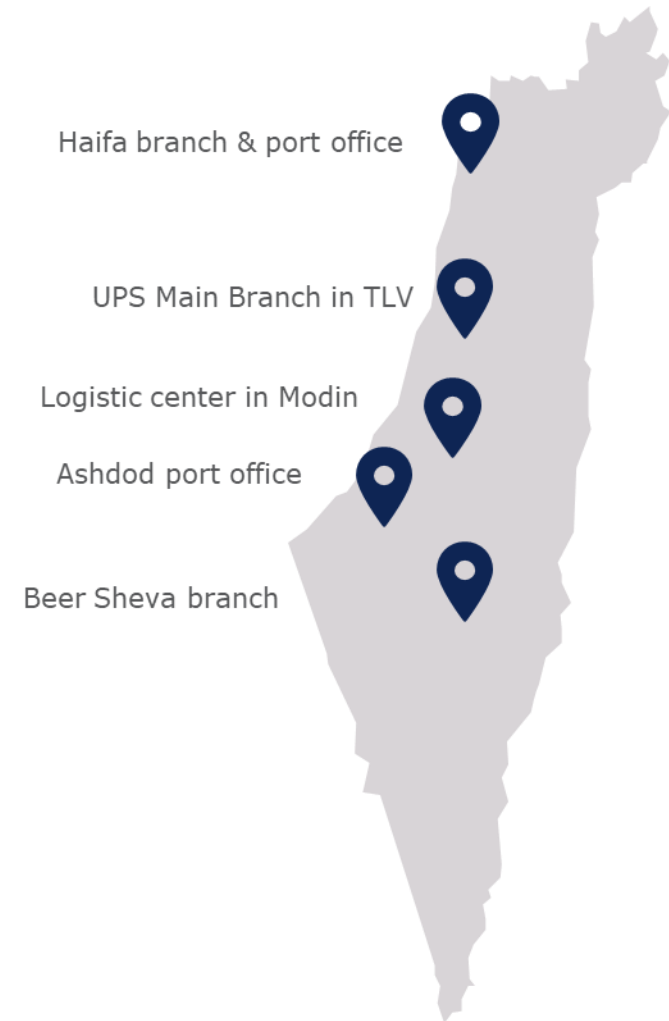 Haifa branch & port office
UPS Main Branch in TLV
Logistic center in Modin
Ashdod port office
Beer Sheva branch